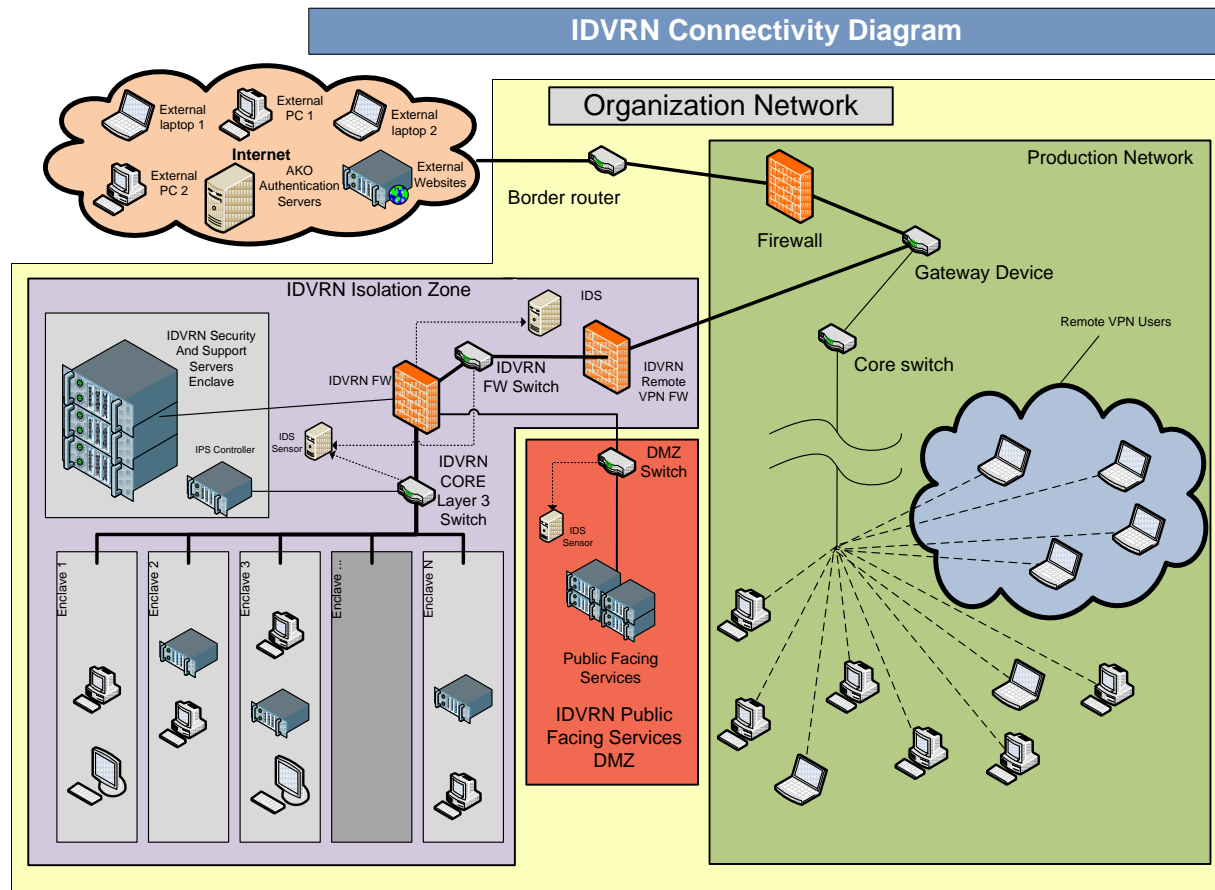 IDVRN Connectivity Diagram
Organization Network
External
laptop 1
External
PC 1
External
laptop 2
Internet
AKO
Authentication
Servers
External
Websites
External
PC 2
Border router
Production Network
Firewall
Gateway Device
Core switch
Remote VPN Users
IDVRN Isolation Zone
IDS
IDVRN Security
And Support
Servers
Enclave
IDVRN FW
IDVRN
FW Switch
IDVRN
Remote
VPN FW
IPS Controller
IDS
Sensor
IDVRN
CORE
Layer 3
Switch
DMZ
Switch
IDS
Sensor
Public Facing
Services
IDVRN Public
Facing Services
DMZ
Enclave 1
Enclave 2
Enclave 3
Enclave ...
Enclave N